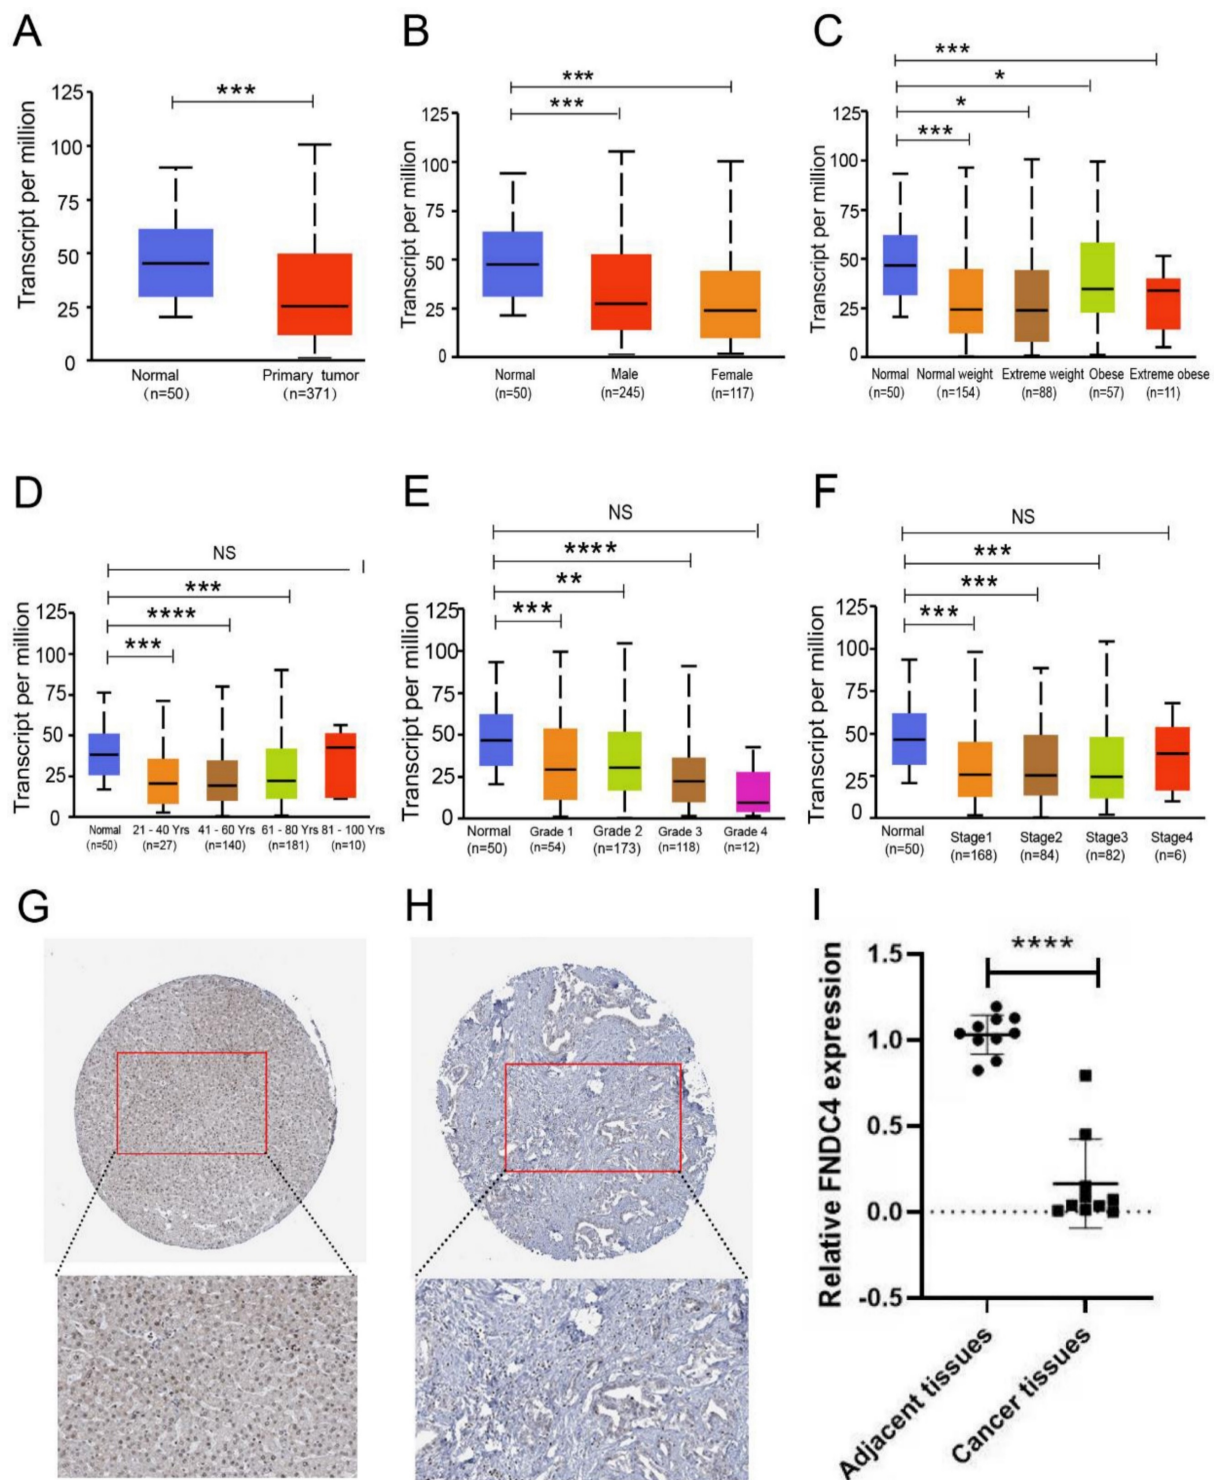 A
***
125
100
75
50
25
0
Transcript per million
Normal
(n=50)
Primary tumor
(n=371)
B
***
***
125
100
75
50
25
0
Transcript per million
Normal
(n=50)
Male
(n=245)
Female
(n=117)
C
***
*
*
***
125
100
75
50
25
0
Transcript per million
Normal
(n=50)
Normal weight
(n=154)
Extreme weight
(n=88)
Obese
(n=57)
Extreme obese
(n=11)
D
NS
***
****
***
125
100
75
50
25
0
Transcript per million
Normal
(n=50)
21 - 40 Yrs
(n=27)
41 - 60 Yrs
(n=140)
61 - 80 Yrs
(n=181)
81 - 100 Yrs
(n=10)
E
NS
****
**
***
125
100
75
50
25
0
Transcript per million
Normal
(n=50)
Grade 1
(n=54)
Grade 2
(n=173)
Grade 3
(n=118)
Grade 4
(n=12)
F
NS
***
***
***
125
100
75
50
25
0
Transcript per million
Normal
(n=50)
Stage1
(n=168)
Stage2
(n=84)
Stage3
(n=82)
Stage4
(n=6)
G
H
I
****
1.5
1.0
0.5
0.0
-0.5
Relative FNDC4 expression
Adjacent tissues
Cancer tissues